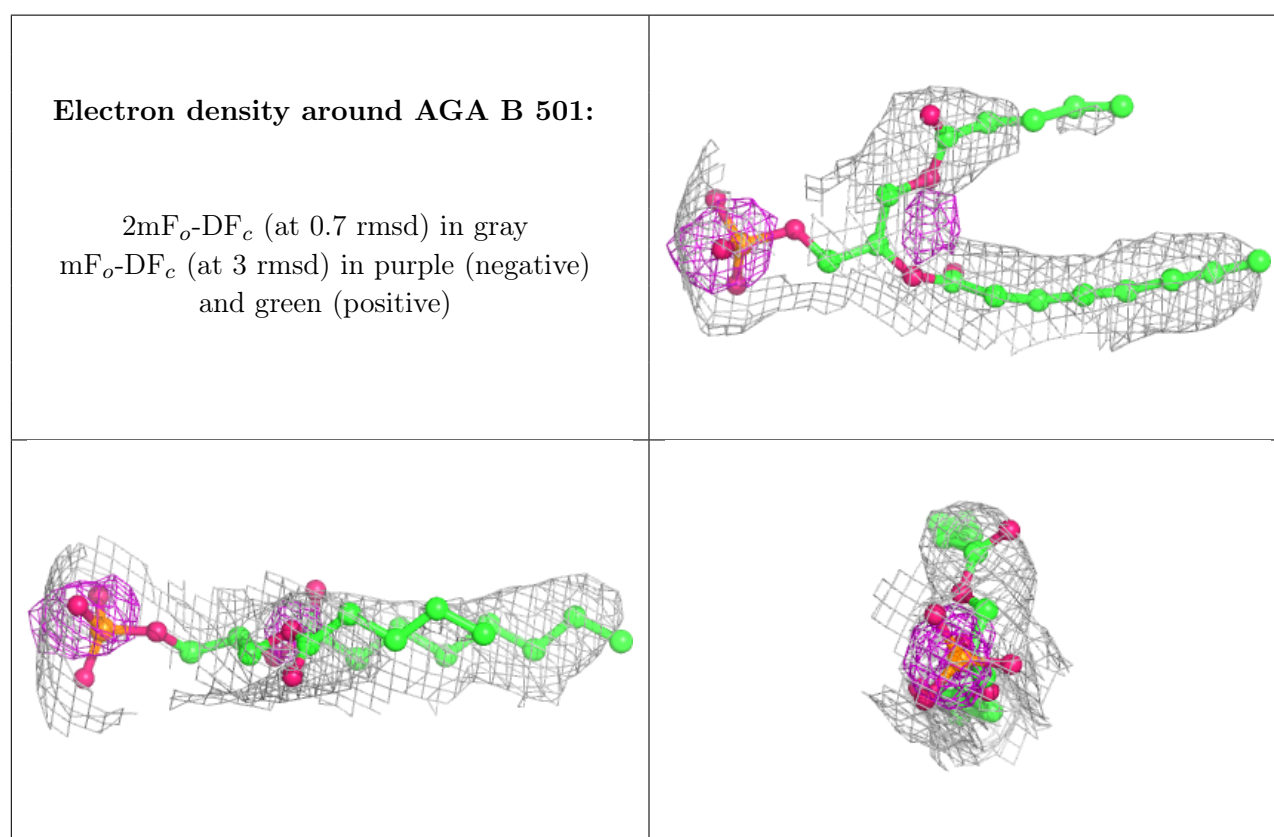 Electron density around AGA B 501:
2mFo-DFc (at 0.7 rmsd) in gray
mFo-DFc (at 3 rmsd) in purple (negative)
and green (positive)